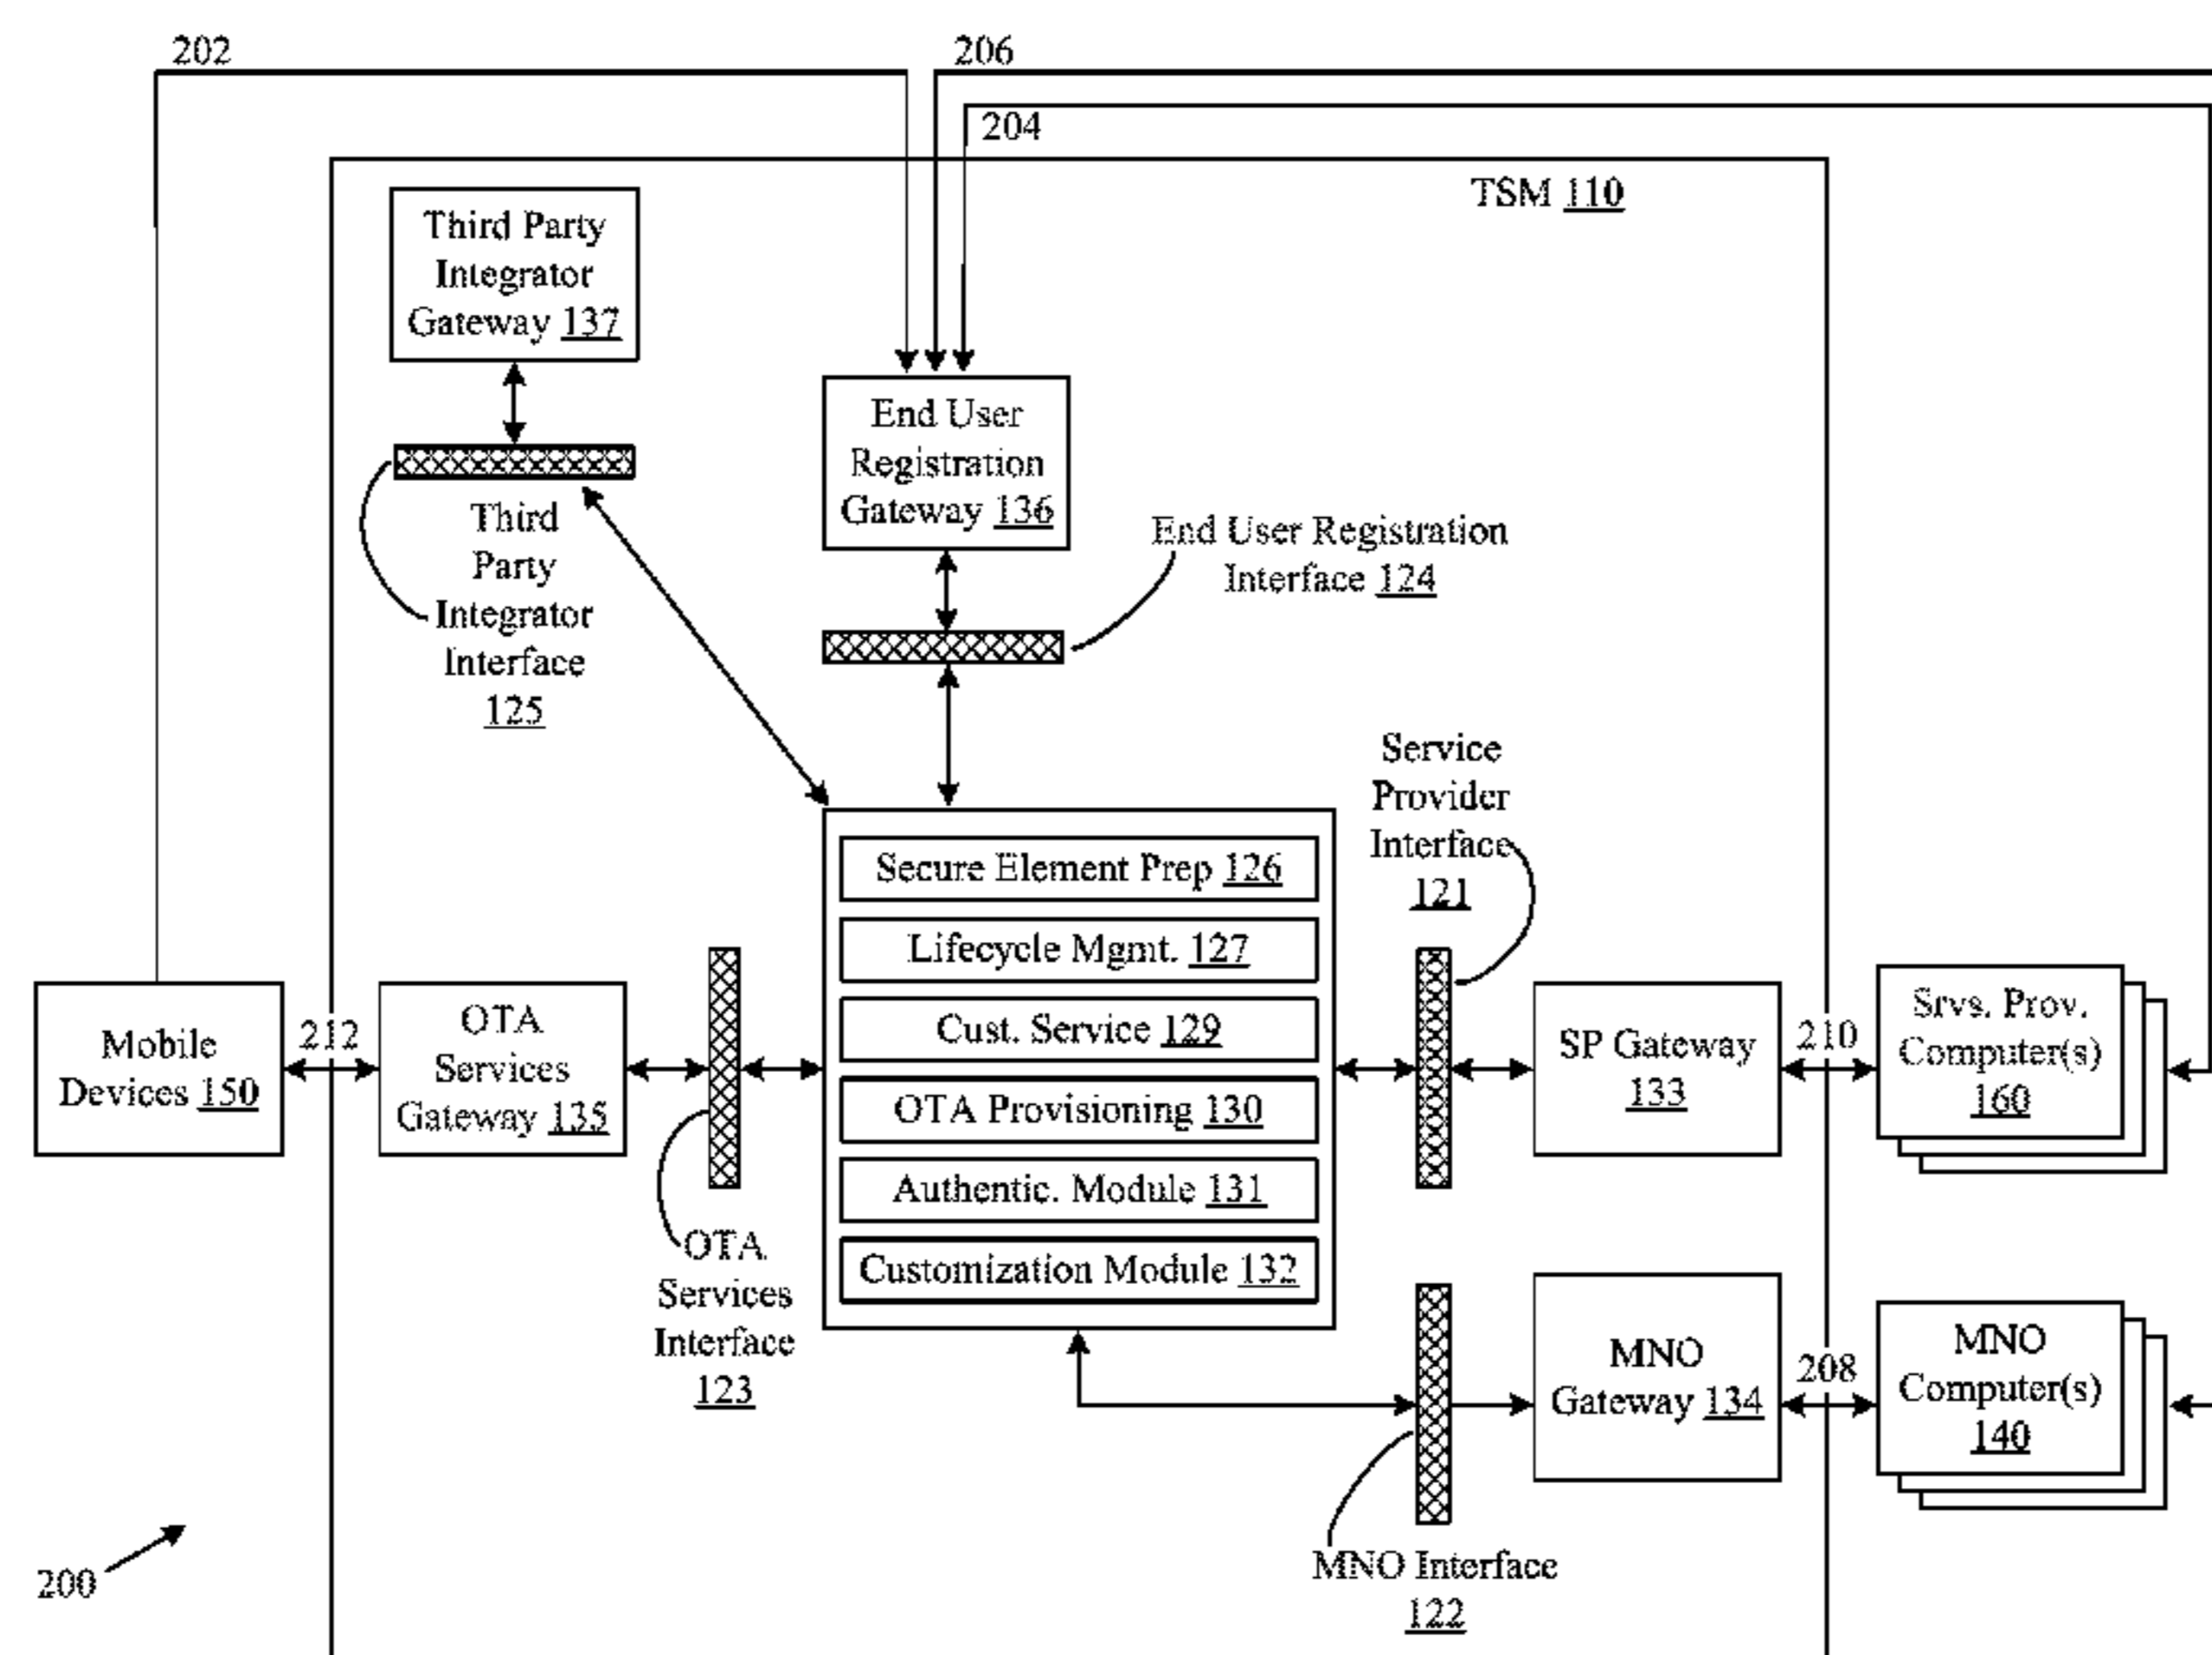 202
206
204
TSM 110
Third Party
Integrator
Gateway 137
End User
Registration
Gateway 136
Third
Party
Integrator
Interface
125
End User Registration
Interface 124
Service
Provider
Interface
121
Secure Element Prep 126
Lifecycle Mgmt. 127
Cust. Service 129
OTA Provisioning 130
Authentic. Module 131
Customization Module 132
Mobile
Devices 150
212
OTA
Services
Gateway 135
OTA
Services
Interface
123
SP Gateway
133
210
Srvs. Prov.
Computer(s)
160
MNO
Gateway 134
208
MNO
Computer(s)
140
MNO Interface
122
200